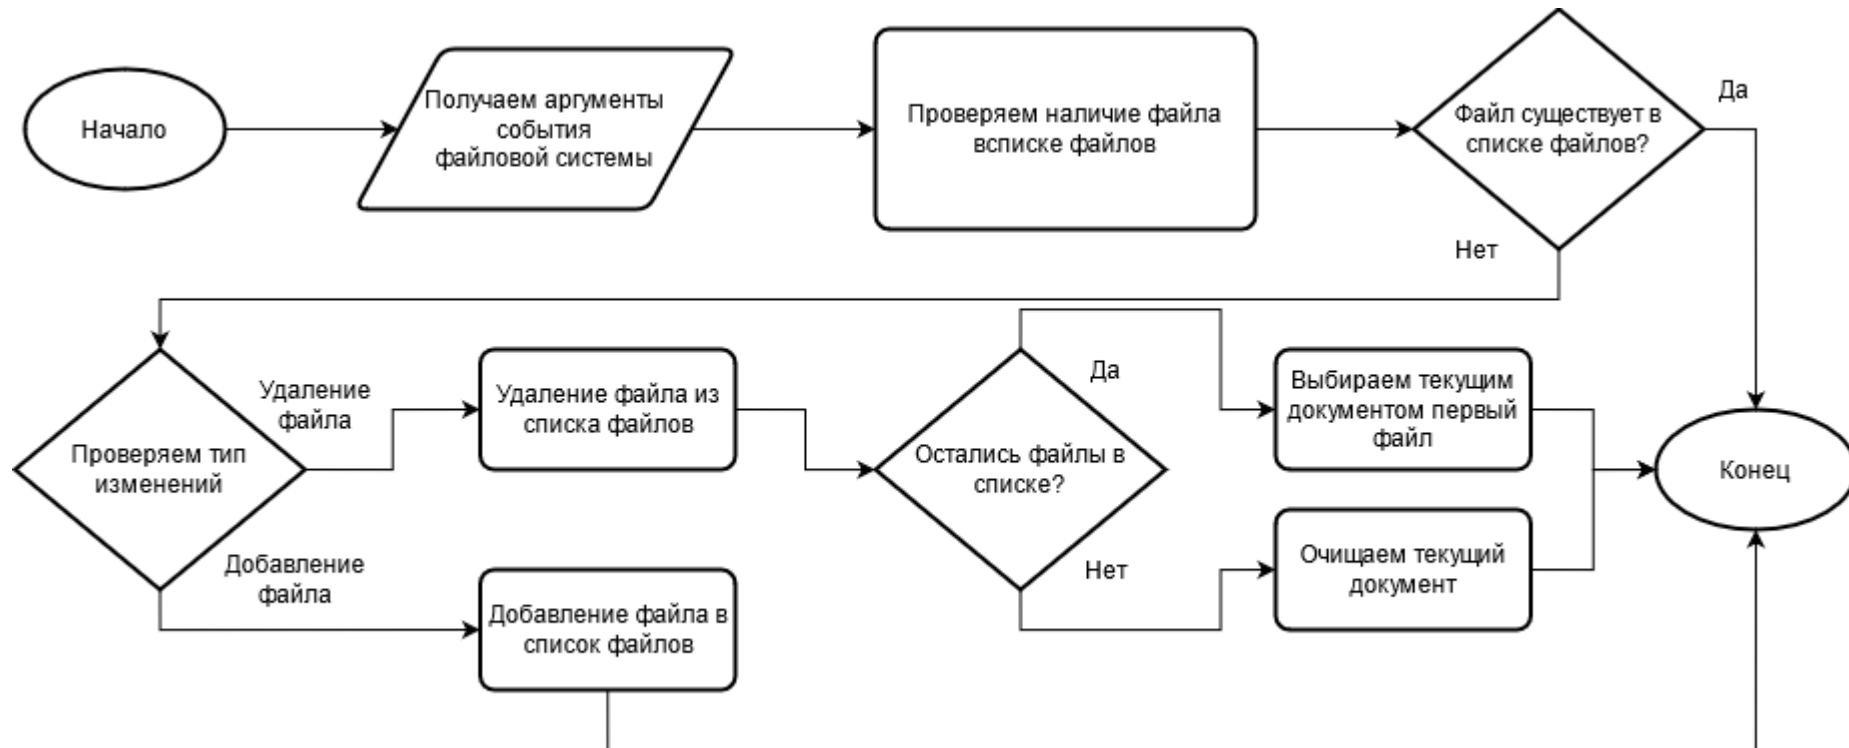 Начало
Получаем аргументы
события
файловой системы
Проверяем наличие файла
всписке файлов
Файл существует в
списке файлов?
Да
Нет
Проверяем тип
изменений
Удаление
файла
Удаление файла из
списка файлов
Остались файлы в
списке?
Да
Выбираем текущим
документом первый
файл
Конец
Добавление
файла
Добавление файла в
список файлов
Нет
Очищаем текущий
документ